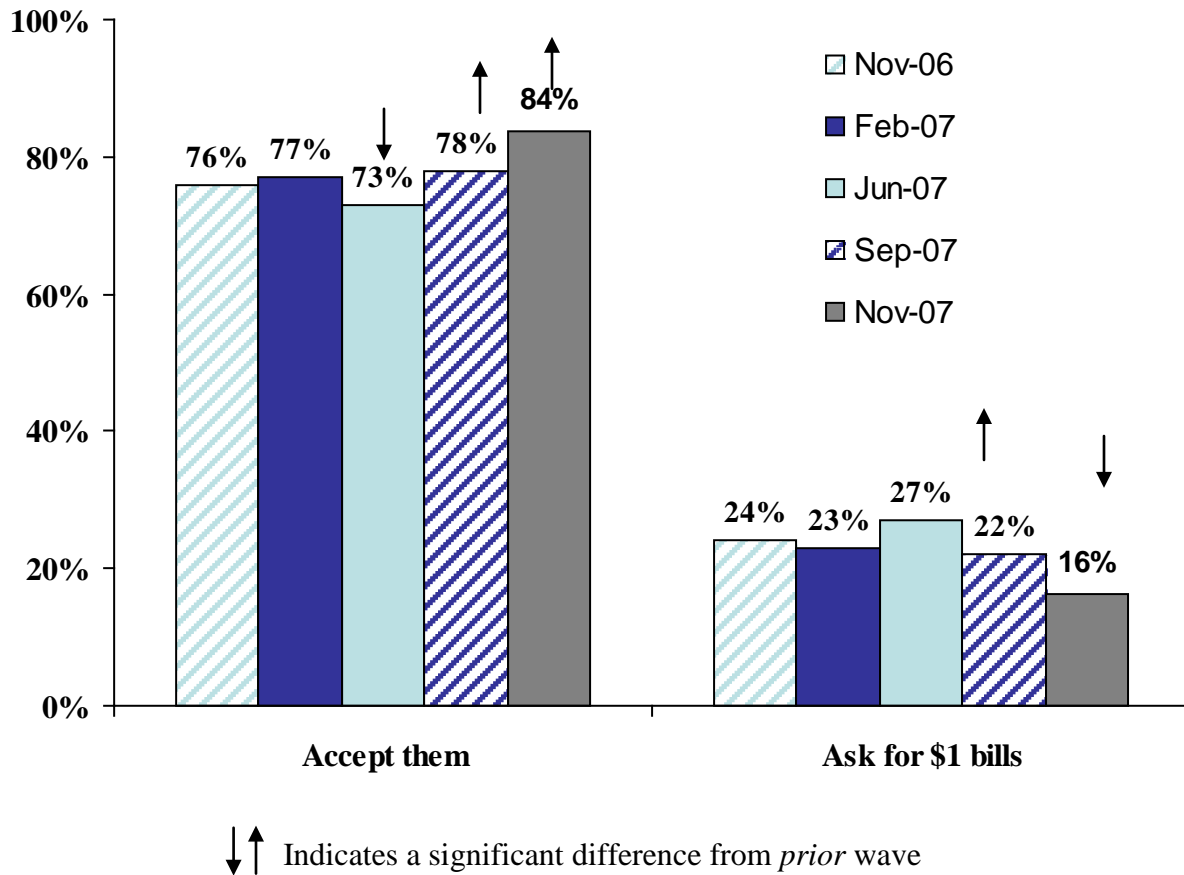 100%
80%
60%
40%
20%
0%
76%
77%
73%
78%
84%
24%
23%
27%
22%
16%
Nov-06
Feb-07
Jun-07
Sep-07
Nov-07
Accept them
Ask for $1 bills
Indicates a significant difference from prior wave